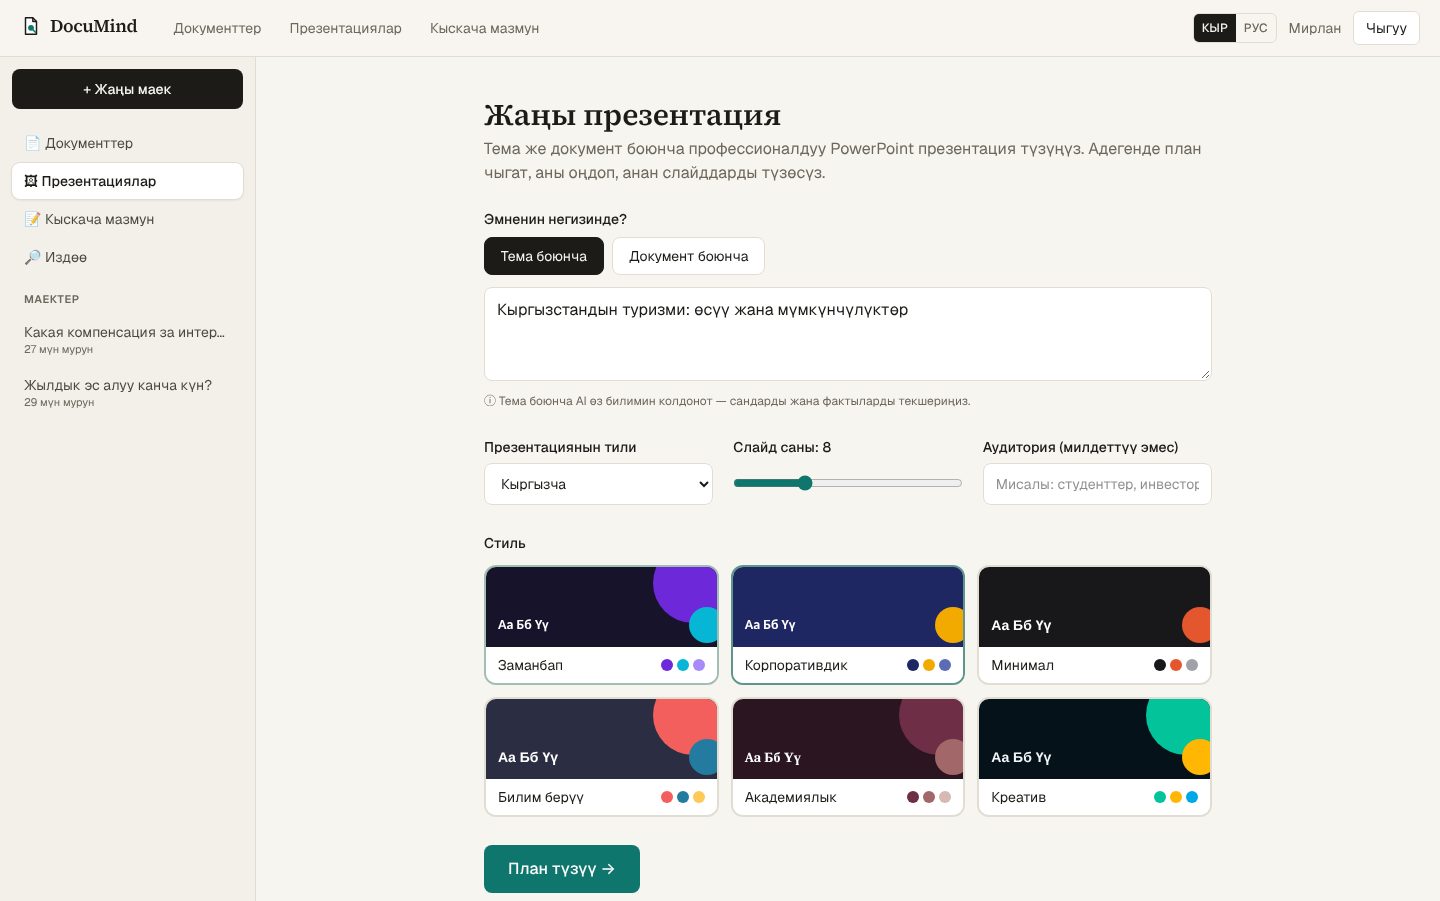 DocuMind
Документтер
Презентациялар
Кыскача мазмун
КЫР
РУС
Мирлан
Чыгуу
+ Жаңы маек
Документтер
Презентациялар
Кыскача мазмун
Издөө
МАЕКТЕР
Какая компенсация за интер...
27 мүн мурун
Жылдык эс алуу канча күн?
29 мүн мурун
Жаңы презентация
Тема же документ боюнча профессионалдуу PowerPoint презентация түзүңүз. Адегенде план
чыгат, аны оңдоп, анан слайддарды түзөсүз.
Эмненин негизинде?
Тема боюнча
Документ боюнча
Кыргызстандын туризми: өсүү жана мүмкүнчүлүктөр
ⓘ Тема боюнча AI өз билимин колдонот — сандарды жана фактыларды текшериңиз.
Презентациянын тили
Слайд саны: 8
Аудитория (милдеттүү эмес)
Кыргызча
Мисалы: студенттер, инвестор
Стиль
Аа Бб Үү
Аа Бб Үү
Аа Бб Үү
Заманбап
Корпоративдик
Минимал
Аа Бб Үү
Аа Бб Үү
Аа Бб Үү
Билим берүү
Академиялык
Креатив
План түзүү →